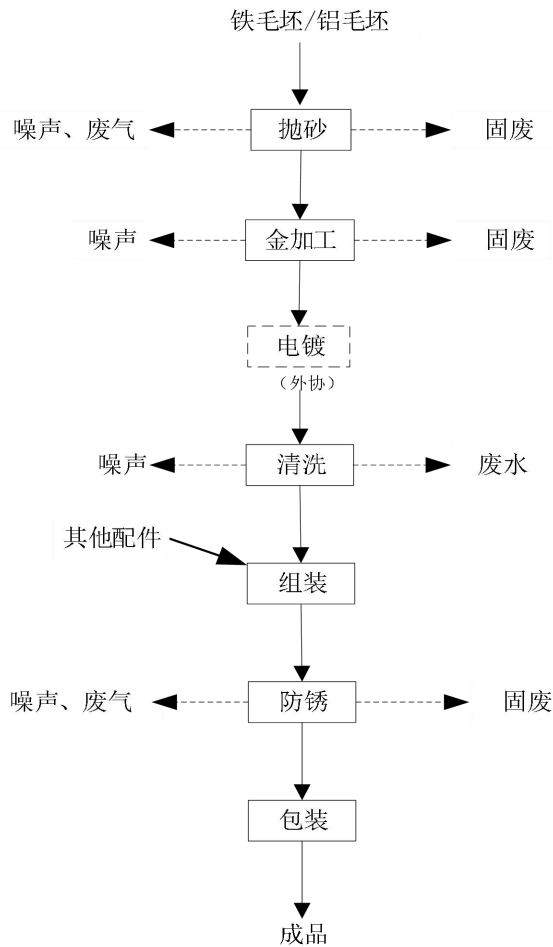 铁毛坯/铝毛坯
噪声、废气 抛砂 固废
噪声 金加工 固废
电镀
（外协）
噪声 清洗 废水
其他配件
组装
噪声、废气 防锈 固废
包装
成品